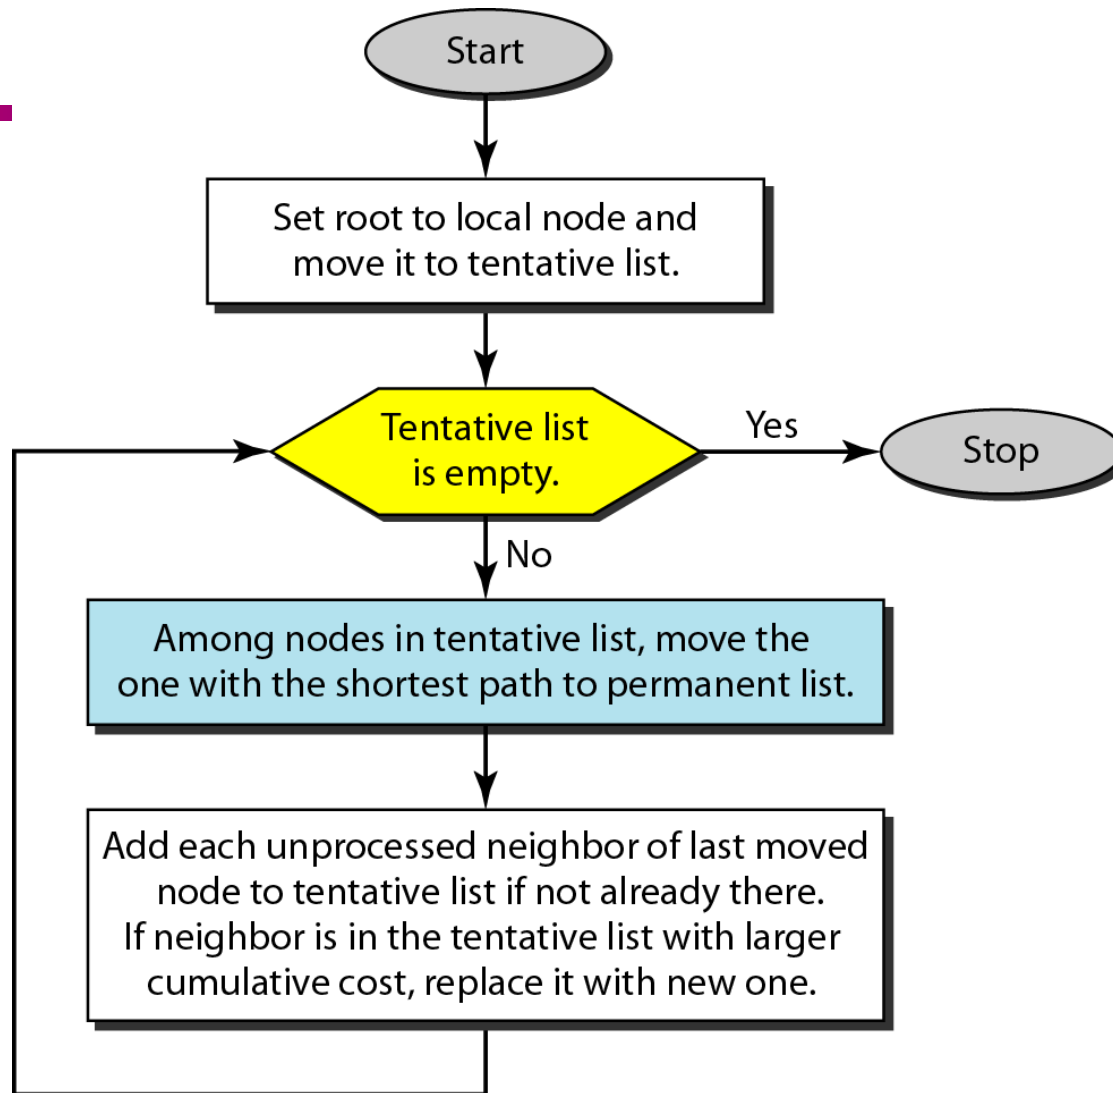 Start
Set root to local node and
move it to tentative list.
Tentative list
is empty.
Yes
Stop
No
Among nodes in tentative list, move the
one with the shortest path to permanent list.
Add each unprocessed neighbor of last moved
node to tentative list if not already there.
If neighbor is in the tentative list with larger
cumulative cost, replace it with new one.